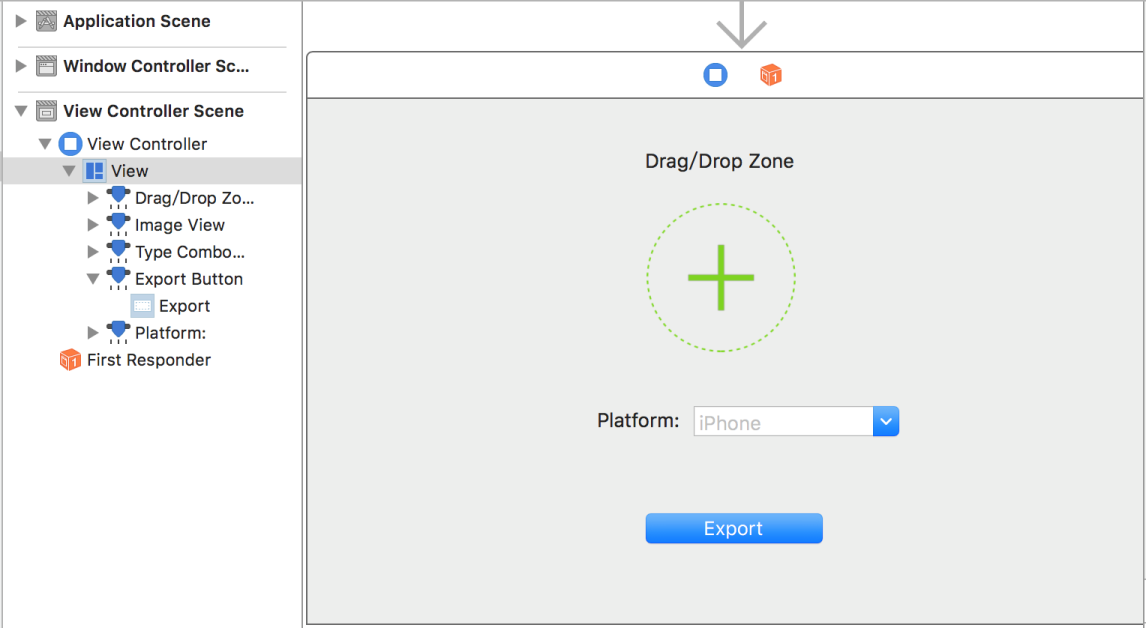 Application Scene
Window Controller Sc...
View Controller Scene
View Controller
View
Drag/Drop Zo...
Image View
Type Combo...
Export Button
Export
Platform:
First Responder
Drag/Drop Zone
Platform: iPhone
Export